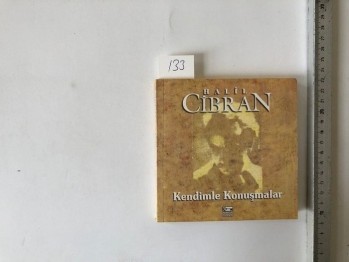 133
HALİL
CİBRAN
Kendimle Konuşmalar